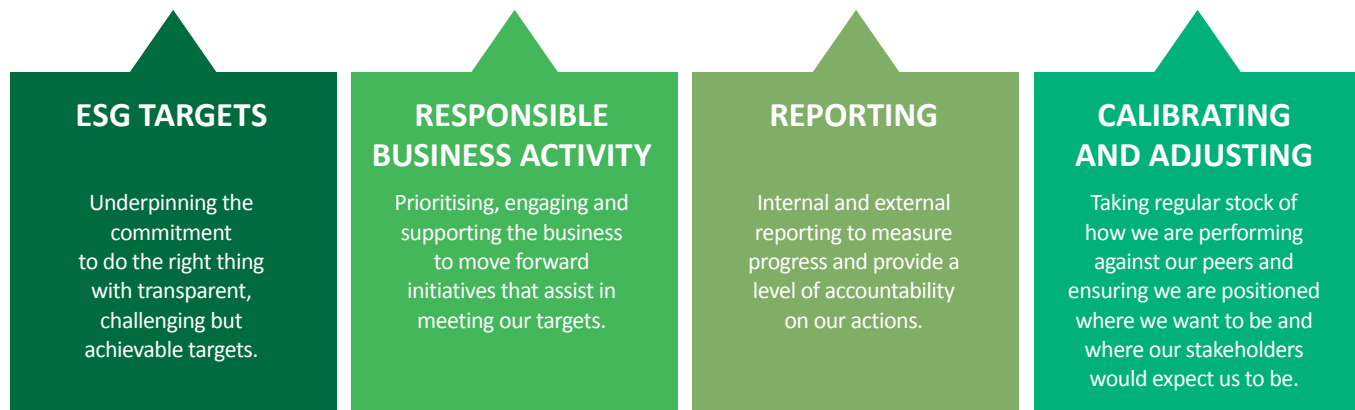 ESG TARGETS
Underpinning the
commitment
to do the right thing
with transparent,
challenging but
achievable targets.
RESPONSIBLE
BUSINESS ACTIVITY
Prioritising, engaging and
supporting the business
to move forward
initiatives that assist in
meeting our targets.
REPORTING
Internal and external
reporting to measure
progress and provide a
level of accountability
on our actions.
CALIBRATING
AND ADJUSTING
Taking regular stock of
how we are performing
against our peers and
ensuring we are positioned
where we want to be and
where our stakeholders
would expect us to be.